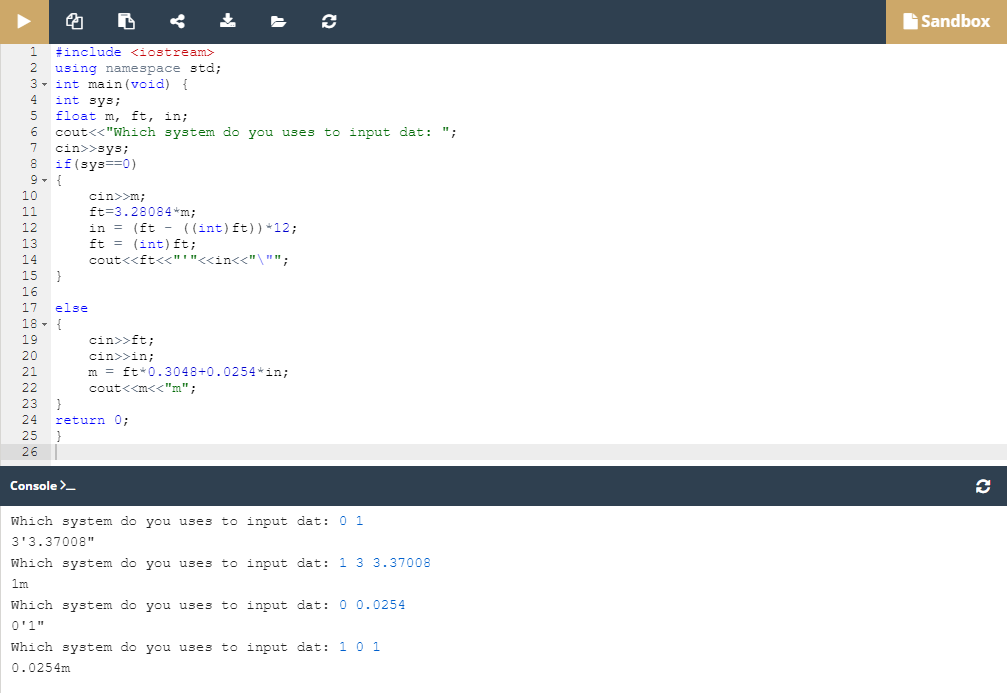 Sandbox
1 #include <iostream>
2 using namespace std;
3 int main(void) {
4 int sys;
5 float m, ft, in;
6 cout<<"Which system do you uses to input dat: ";
7 cin>>sys;
8 if(sys==0)
9 {
10 cin>>m;
11 ft=3.28084*m;
12 in = (ft - ((int)ft))*12;
13 ft = (int)ft;
14 cout<<ft<<"'"<<in<<"\"";
15 }
16
17 else
18 {
19 cin>>ft;
20 cin>>in;
21 m = ft*0.3048+0.0254*in;
22 cout<<m<<"m";
23 }
24 return 0;
25 }
26
Console >_
Which system do you uses to input dat: 0 1
3'3.37008"
Which system do you uses to input dat: 1 3 3.37008
1m
Which system do you uses to input dat: 0 0.0254
0'1"
Which system do you uses to input dat: 1 0 1
0.0254m